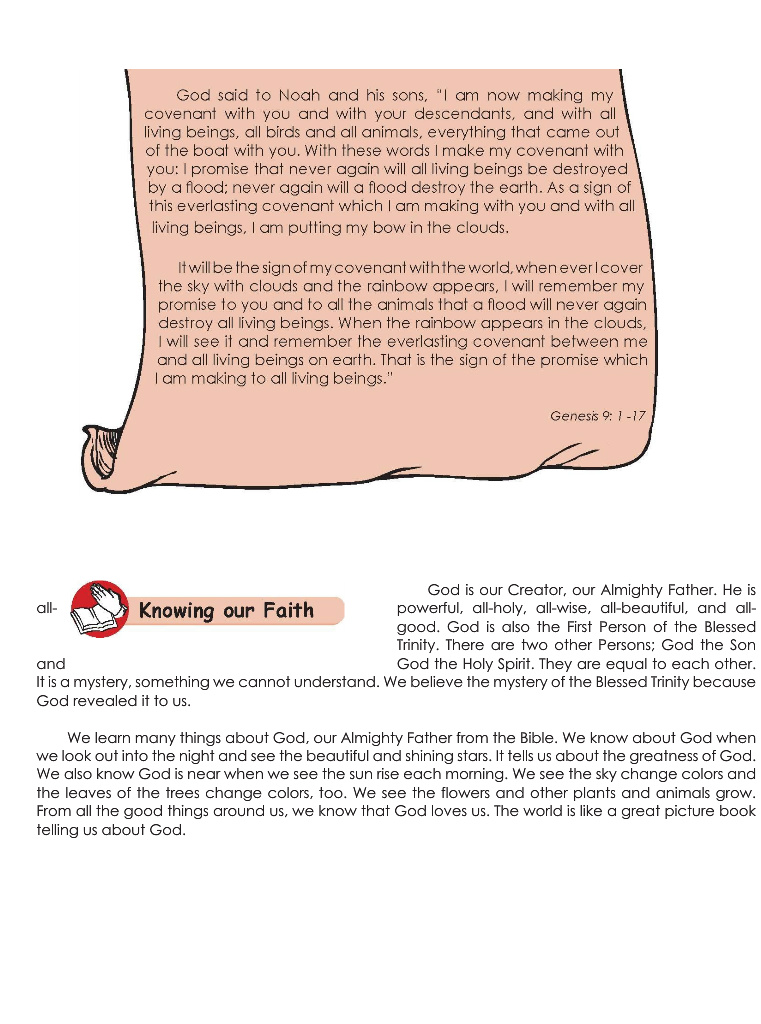 God said to Noah and his sons, "I am now making my
covenant with you and with your descendants, and with all
living beings, all birds and all animals, everything that came out
of the boat with you. With these words I make my covenant with
you: I promise that never again will all living beings be destroyed
by a flood; never again will a flood destroy the earth. As a sign of
this everlasting covenant which I am making with you and with all
living beings, I am putting my bow in the clouds.
It will be the sign of my covenant with the world, when ever I cover
the sky with clouds and the rainbow appears, I will remember my
promise to you and to all the animals that a flood will never again
destroy all living beings. When the rainbow appears in the clouds,
I will see it and remember the everlasting covenant between me
and all living beings on earth. That is the sign of the promise which
I am making to all living beings."
Genesis 9: 1 -17
Knowing our Faith
God is our Creator, our Almighty Father. He is
all- powerful, all-holy, all-wise, all-beautiful, and all-
good. God is also the First Person of the Blessed
Trinity. There are two other Persons; God the Son
and God the Holy Spirit. They are equal to each other.
It is a mystery, something we cannot understand. We believe the mystery of the Blessed Trinity because
God revealed it to us.
We learn many things about God, our Almighty Father from the Bible. We know about God when
we look out into the night and see the beautiful and shining stars. It tells us about the greatness of God.
We also know God is near when we see the sun rise each morning. We see the sky change colors and
the leaves of the trees change colors, too. We see the flowers and other plants and animals grow.
From all the good things around us, we know that God loves us. The world is like a great picture book
telling us about God.